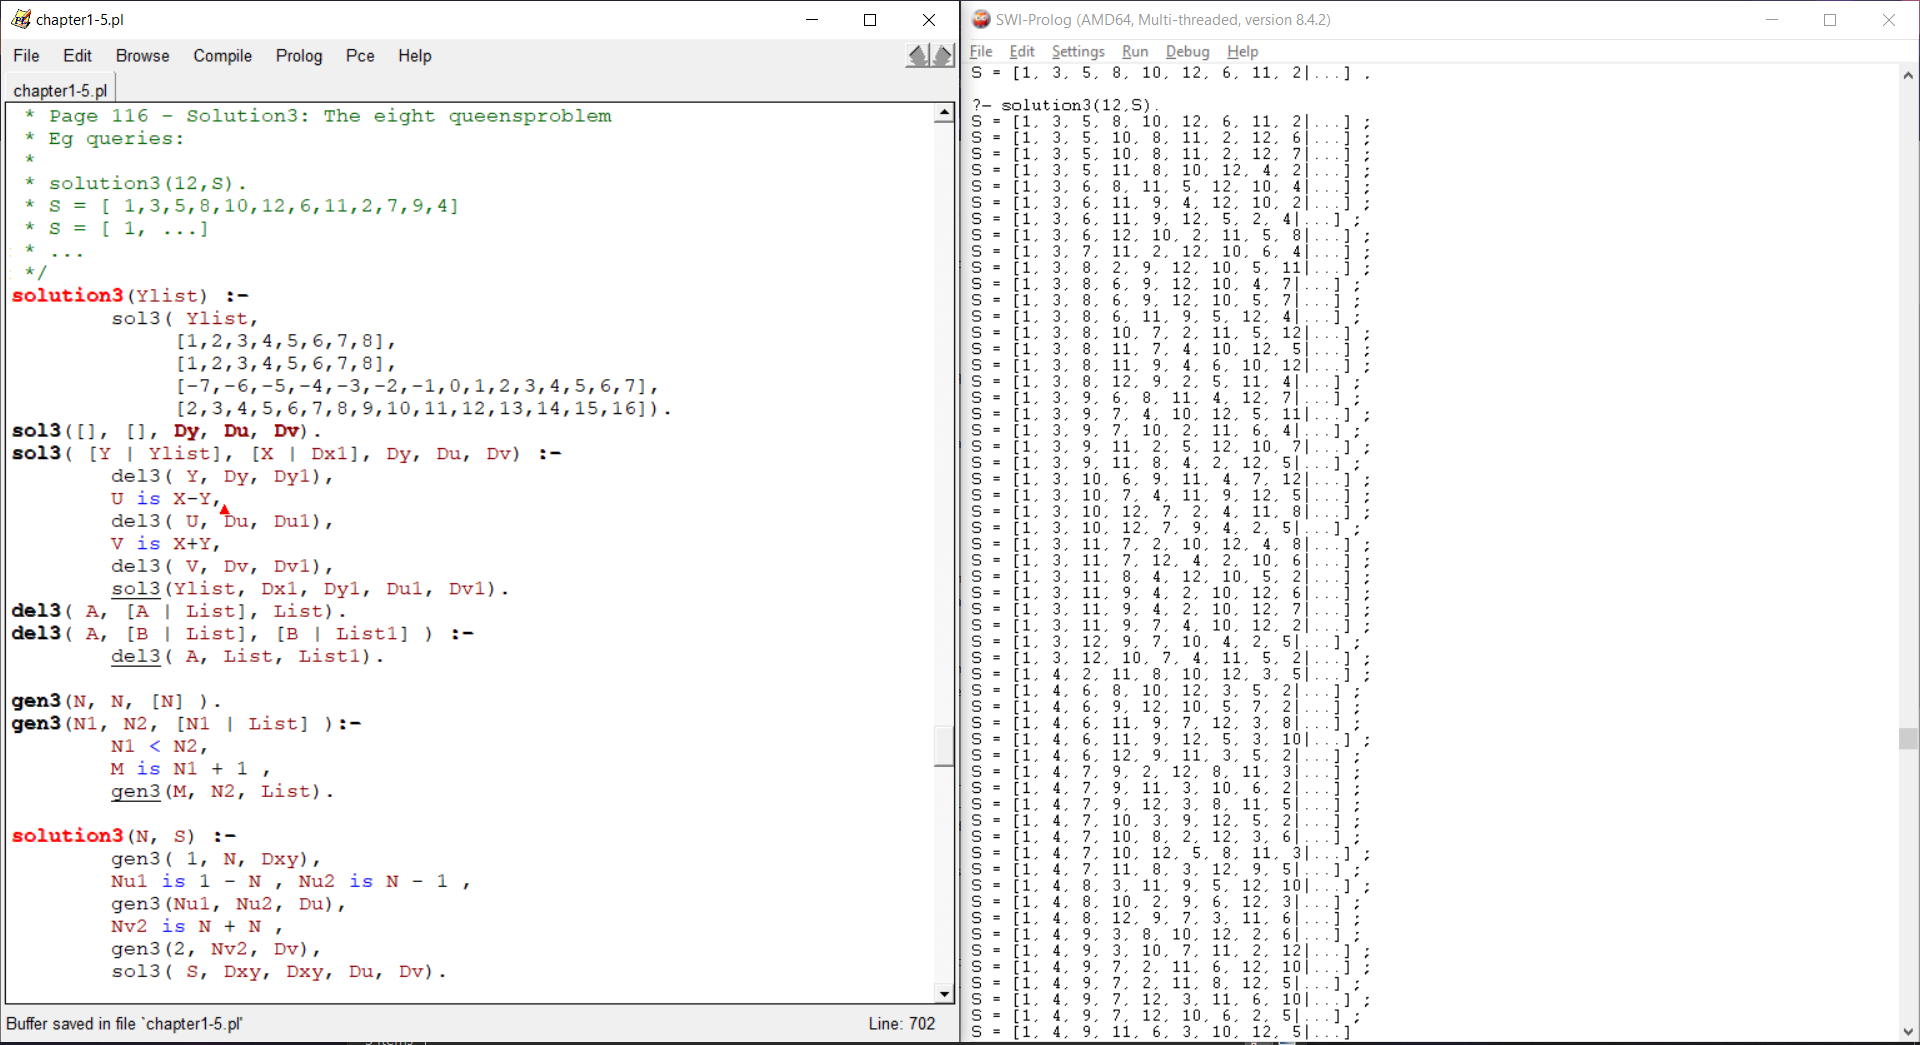 chapter1-5.pl
File Edit Browse Compile Prolog Pce Help
chapter1-5.pl
* Page 116 - Solution3: The eight queensproblem
* Eg queries:
*
* solution3(12,S).
* S = [ 1,3,5,8,10,12,6,11,2,7,9,4]
* S = [ 1, ...]
* ...
*/
solution3(Ylist) :-
sol3( Ylist,
[1,2,3,4,5,6,7,8],
[1,2,3,4,5,6,7,8],
[-7,-6,-5,-4,-3,-2,-1,0,1,2,3,4,5,6,7],
[2,3,4,5,6,7,8,9,10,11,12,13,14,15,16]).
sol3([], [], Dy, Du, Dv).
sol3( [Y | Ylist], [X | Dx1], Dy, Du, Dv) :-
del3( Y, Dy, Dy1),
U is X-Y,
del3( U, Du, Du1),
V is X+Y,
del3( V, Dv, Dv1),
sol3(Ylist, Dx1, Dy1, Du1, Dv1).
del3( A, [A | List], List).
del3( A, [B | List], [B | List1] ) :-
del3( A, List, List1).
gen3(N, N, [N] ).
gen3(N1, N2, [N1 | List] ):-
N1 < N2,
M is N1 + 1 ,
gen3(M, N2, List).
solution3(N, S) :-
gen3( 1, N, Dxy),
Nu1 is 1 - N , Nu2 is N - 1 ,
gen3(Nu1, Nu2, Du),
Nv2 is N + N ,
gen3(2, Nv2, Dv),
sol3( S, Dxy, Dxy, Du, Dv).
Buffer saved in file `chapter1-5.pl' Line: 702
SWI-Prolog (AMD64, Multi-threaded, version 8.4.2)
File Edit Settings Run Debug Help
S = [1, 3, 5, 8, 10, 12, 6, 11, 2|...] .
?- solution3(12,S).
S = [1, 3, 5, 8, 10, 12, 6, 11, 2|...] ;
S = [1, 3, 5, 10, 8, 11, 2, 12, 6|...] ;
S = [1, 3, 5, 10, 8, 11, 2, 12, 7|...] ;
S = [1, 3, 5, 11, 8, 10, 12, 4, 2|...] ;
S = [1, 3, 6, 8, 11, 5, 12, 10, 4|...] ;
S = [1, 3, 6, 11, 9, 4, 12, 10, 2|...] ;
S = [1, 3, 6, 11, 9, 12, 5, 2, 4|...] ;
S = [1, 3, 6, 12, 10, 2, 11, 5, 8|...] ;
S = [1, 3, 7, 11, 2, 12, 10, 6, 4|...] ;
S = [1, 3, 8, 2, 9, 12, 10, 5, 11|...] ;
S = [1, 3, 8, 6, 9, 12, 10, 4, 7|...] ;
S = [1, 3, 8, 6, 9, 12, 10, 5, 7|...] ;
S = [1, 3, 8, 6, 11, 9, 5, 12, 4|...] ;
S = [1, 3, 8, 10, 7, 2, 11, 5, 12|...] ;
S = [1, 3, 8, 11, 7, 4, 10, 12, 5|...] ;
S = [1, 3, 8, 11, 9, 4, 6, 10, 12|...] ;
S = [1, 3, 8, 12, 9, 2, 5, 11, 4|...] ;
S = [1, 3, 9, 6, 8, 11, 4, 12, 7|...] ;
S = [1, 3, 9, 7, 4, 10, 12, 5, 11|...] ;
S = [1, 3, 9, 7, 10, 2, 11, 6, 4|...] ;
S = [1, 3, 9, 11, 2, 5, 12, 10, 7|...] ;
S = [1, 3, 9, 11, 8, 4, 2, 12, 5|...] ;
S = [1, 3, 10, 6, 9, 11, 4, 7, 12|...] ;
S = [1, 3, 10, 7, 4, 11, 9, 12, 5|...] ;
S = [1, 3, 10, 12, 7, 2, 4, 11, 8|...] ;
S = [1, 3, 10, 12, 7, 9, 4, 2, 5|...] ;
S = [1, 3, 11, 7, 2, 10, 12, 4, 8|...] ;
S = [1, 3, 11, 7, 12, 4, 2, 10, 6|...] ;
S = [1, 3, 11, 8, 4, 12, 10, 5, 2|...] ;
S = [1, 3, 11, 9, 4, 2, 10, 12, 6|...] ;
S = [1, 3, 11, 9, 4, 2, 10, 12, 7|...] ;
S = [1, 3, 11, 9, 7, 4, 10, 12, 2|...] ;
S = [1, 3, 12, 9, 7, 10, 4, 2, 5|...] ;
S = [1, 3, 12, 10, 7, 4, 11, 5, 2|...] ;
S = [1, 4, 2, 11, 8, 10, 12, 3, 5|...] ;
S = [1, 4, 6, 8, 10, 12, 3, 5, 2|...] ;
S = [1, 4, 6, 9, 12, 10, 5, 7, 2|...] ;
S = [1, 4, 6, 11, 9, 7, 12, 3, 8|...] ;
S = [1, 4, 6, 11, 9, 12, 5, 3, 10|...] ;
S = [1, 4, 6, 12, 9, 11, 3, 5, 2|...] ;
S = [1, 4, 7, 9, 2, 12, 8, 11, 3|...] ;
S = [1, 4, 7, 9, 11, 3, 10, 6, 2|...] ;
S = [1, 4, 7, 9, 12, 3, 8, 11, 5|...] ;
S = [1, 4, 7, 10, 3, 9, 12, 5, 2|...] ;
S = [1, 4, 7, 10, 8, 2, 12, 3, 6|...] ;
S = [1, 4, 7, 10, 12, 5, 8, 11, 3|...] ;
S = [1, 4, 7, 11, 8, 3, 12, 9, 5|...] ;
S = [1, 4, 8, 3, 11, 9, 5, 12, 10|...] ;
S = [1, 4, 8, 10, 2, 9, 6, 12, 3|...] ;
S = [1, 4, 8, 12, 9, 7, 3, 11, 6|...] ;
S = [1, 4, 9, 3, 8, 10, 12, 2, 6|...] ;
S = [1, 4, 9, 3, 10, 7, 11, 2, 12|...] ;
S = [1, 4, 9, 7, 2, 11, 6, 12, 10|...] ;
S = [1, 4, 9, 7, 2, 11, 8, 12, 5|...] ;
S = [1, 4, 9, 7, 12, 3, 11, 6, 10|...] ;
S = [1, 4, 9, 7, 12, 10, 6, 2, 5|...] ;
S = [1, 4, 9, 11, 6, 3, 10, 12, 5|...]